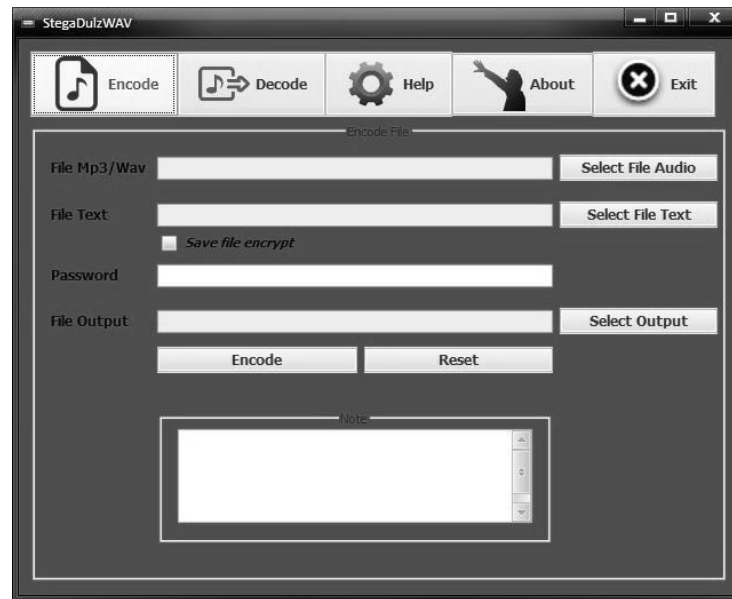 StegaDulzWAV
Encode Decode Help About Exit
Encode File
File Mp3/Wav Select File Audio
File Text Select File Text
Save file encrypt
Password
File Output Select Output
Encode Reset
Note